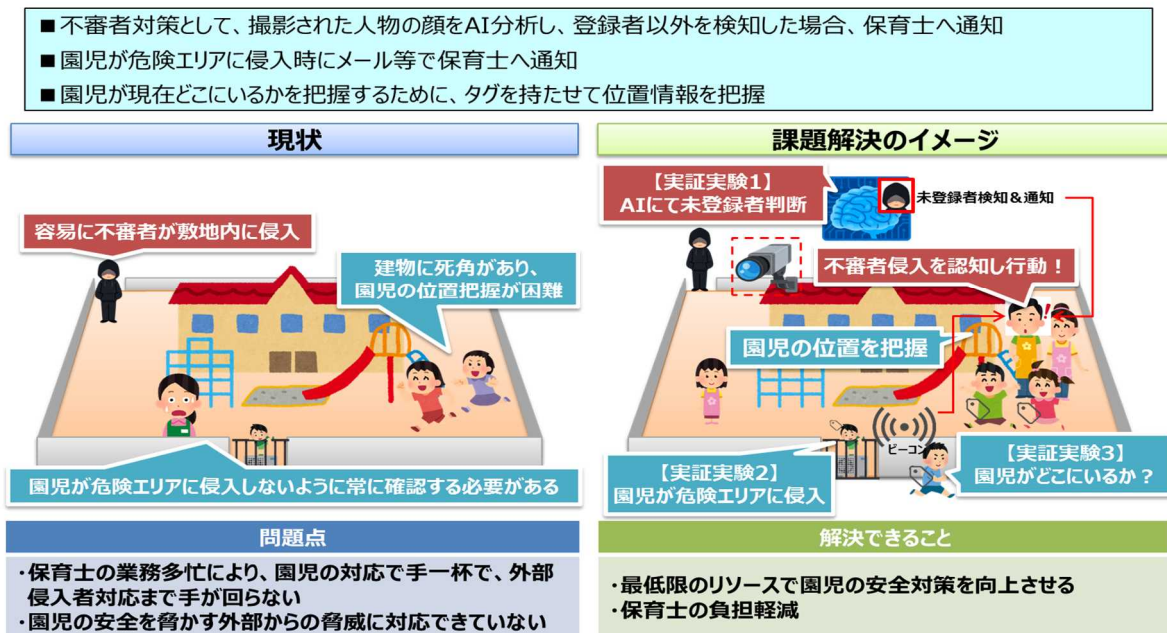 ■不審者対策として、撮影された人物の顔をAI分析し、登録者以外を検知した場合、保育士へ通知
■園児が危険エリアに侵入時にメール等で保育士へ通知
■園児が現在どこにいるかを把握するために、タグを持たせて位置情報を把握
現状
容易に不審者が敷地内に侵入
建物に死角があり、
園児の位置把握が困難
園児が危険エリアに侵入しないように常に確認する必要がある
問題点
・保育士の業務多忙により、園児の対応で手一杯で、外部
侵入者対応まで手が回らない
・園児の安全を脅かす外部からの脅威に対応できていない
課題解決のイメージ
【実証実験1】
AIにて未登録者判断
未登録者検知&通知
不審者侵入を認知し行動!
!
園児の位置を把握
ビーコン
【実証実験2】
園児が危険エリアに侵入
【実証実験3】
園児がどこにいるか?
解決できること
・最低限のリソースで園児の安全対策を向上させる
・保育士の負担軽減